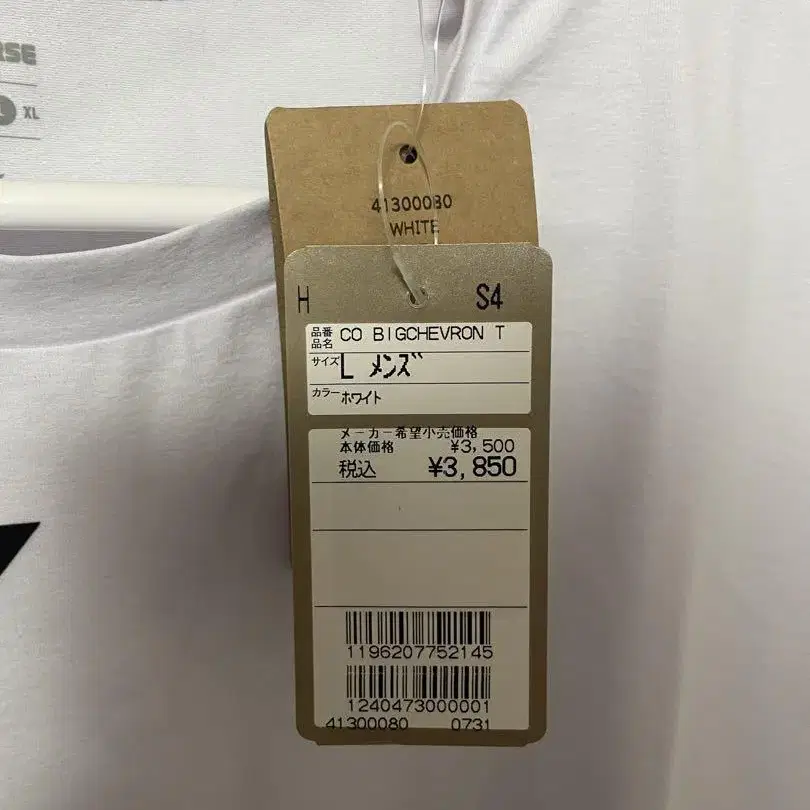 RSE
L XL
41300080
WHITE
H S4
品番 CO BIGCHEVRON T
品名
サイズ L メンズ
カラー ホワイト
メーカー希望小売価格
本体価格 ¥3,500
税込 ¥3,850
1196207752145
1240473000001
41300080 0731